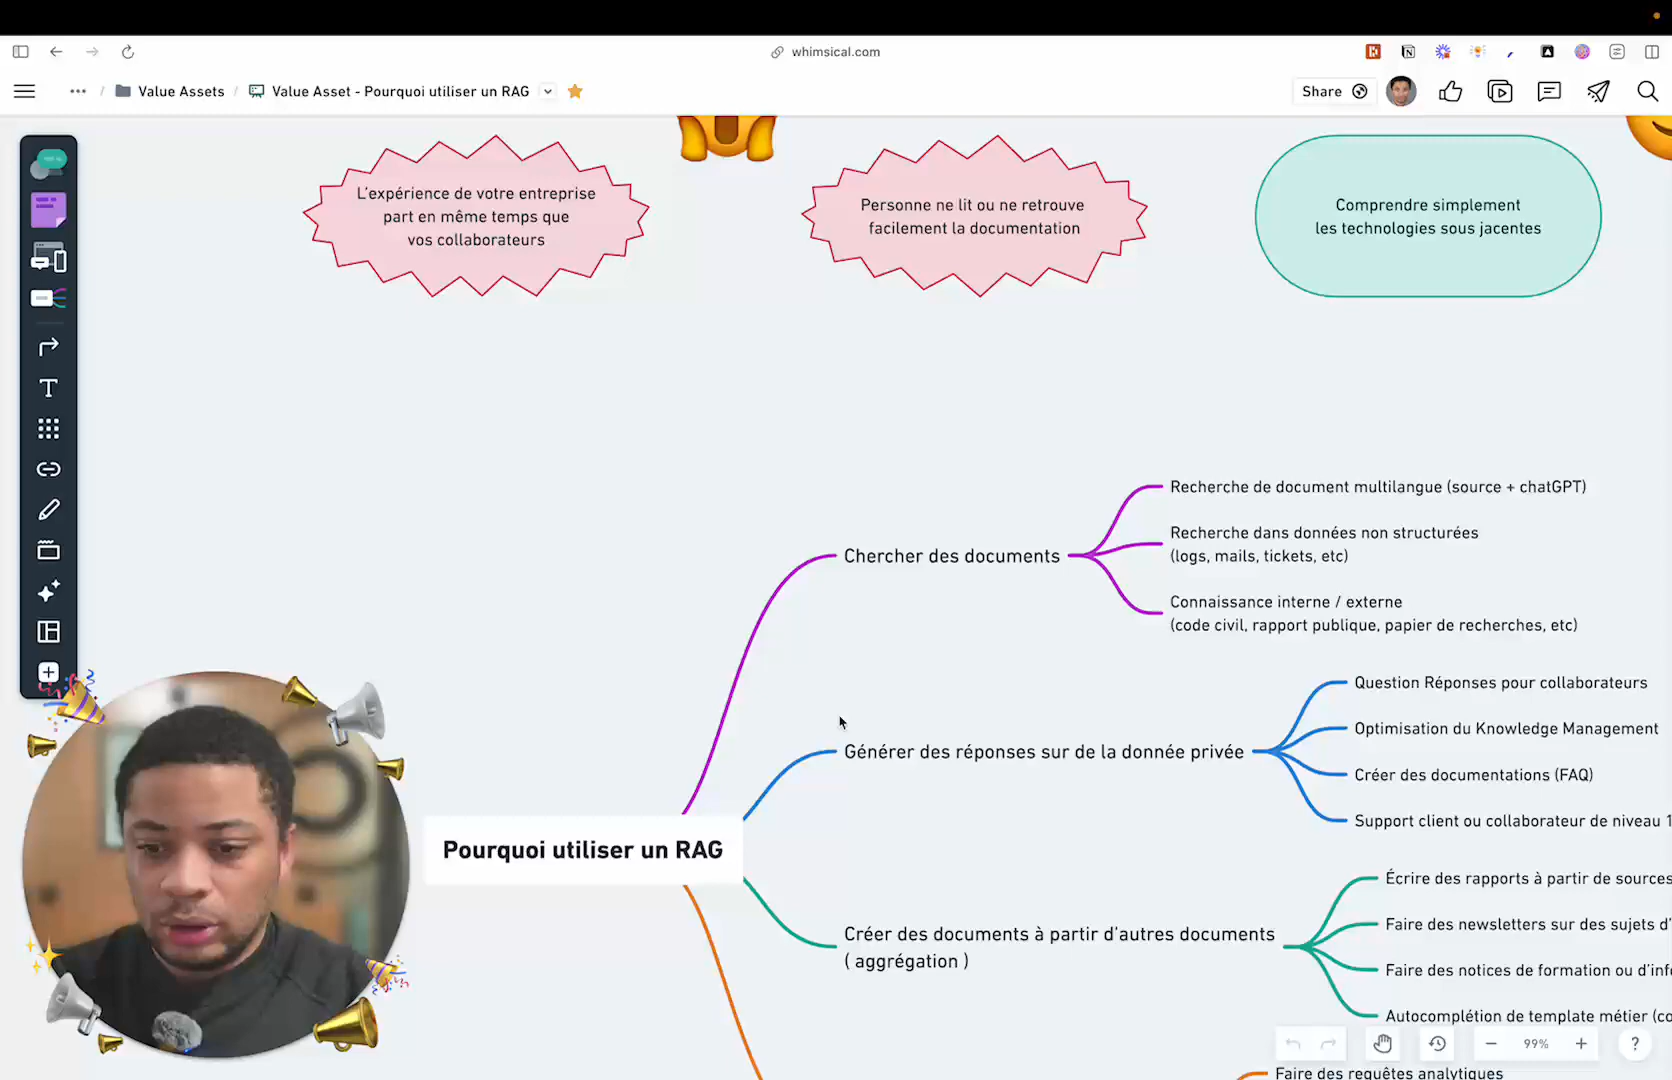 whimsical.com
Value Assets / Value Asset - Pourquoi utiliser un RAG
Share
L'expérience de votre entreprise
part en même temps que
vos collaborateurs
Personne ne lit ou ne retrouve
facilement la documentation
Comprendre simplement
les technologies sous jacentes
Chercher des documents
Recherche de document multilangue (source + chatGPT)
Recherche dans données non structurées
(logs, mails, tickets, etc)
Connaissance interne / externe
(code civil, rapport publique, papier de recherches, etc)
Générer des réponses sur de la donnée privée
Question Réponses pour collaborateurs
Optimisation du Knowledge Management
Créer des documentations (FAQ)
Support client ou collaborateur de niveau 1
Pourquoi utiliser un RAG
Créer des documents à partir d'autres documents
( aggrégation )
Écrire des rapports à partir de sources
Faire des newsletters sur des sujets d'
Faire des notices de formation ou d'inf
Autocomplétion de template métier (co
Faire des requêtes analytiques
99%